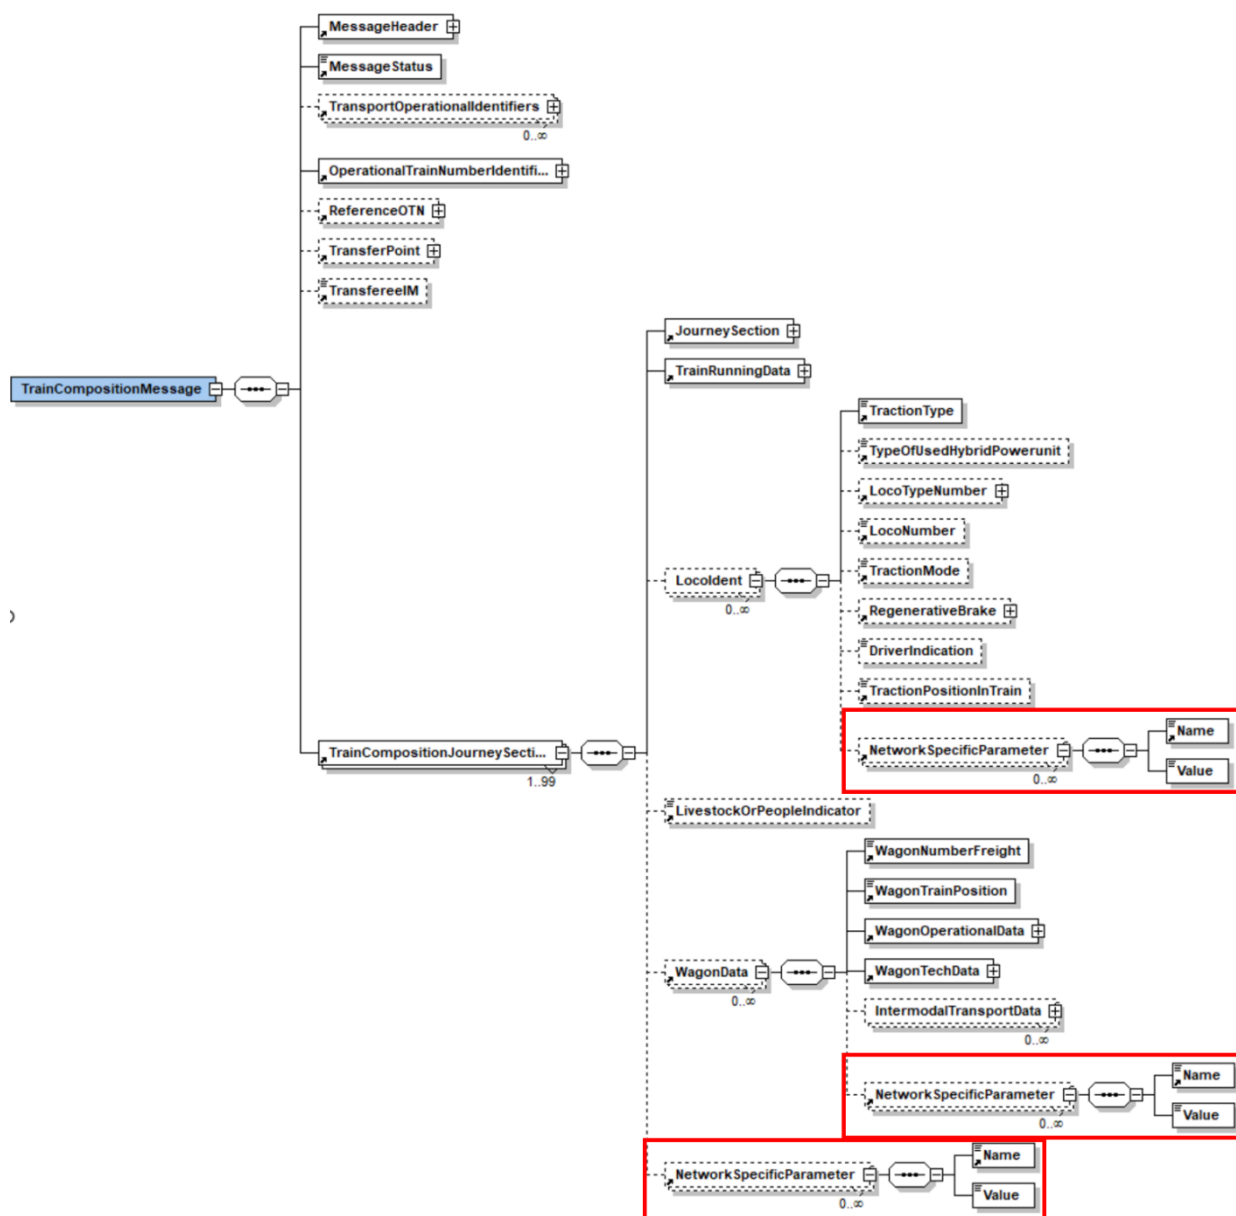 MessageHeader
MessageStatus
TransportOperationalIdentifiers
0..∞
OperationalTrainNumberIdentifi...
ReferenceOTN
TransferPoint
TransfereeIM
TrainCompositionMessage
TrainCompositionJourneySecti...
1..99
JourneySection
TrainRunningData
LocoIdent
0..∞
TractionType
TypeOfUsedHybridPowerunit
LocoTypeNumber
LocoNumber
TractionMode
RegenerativeBrake
DriverIndication
TractionPositionInTrain
NetworkSpecificParameter
0..∞
Name
Value
LivestockOrPeopleIndicator
WagonData
0..∞
WagonNumberFreight
WagonTrainPosition
WagonOperationalData
WagonTechData
IntermodalTransportData
0..∞
NetworkSpecificParameter
0..∞
Name
Value
NetworkSpecificParameter
0..∞
Name
Value